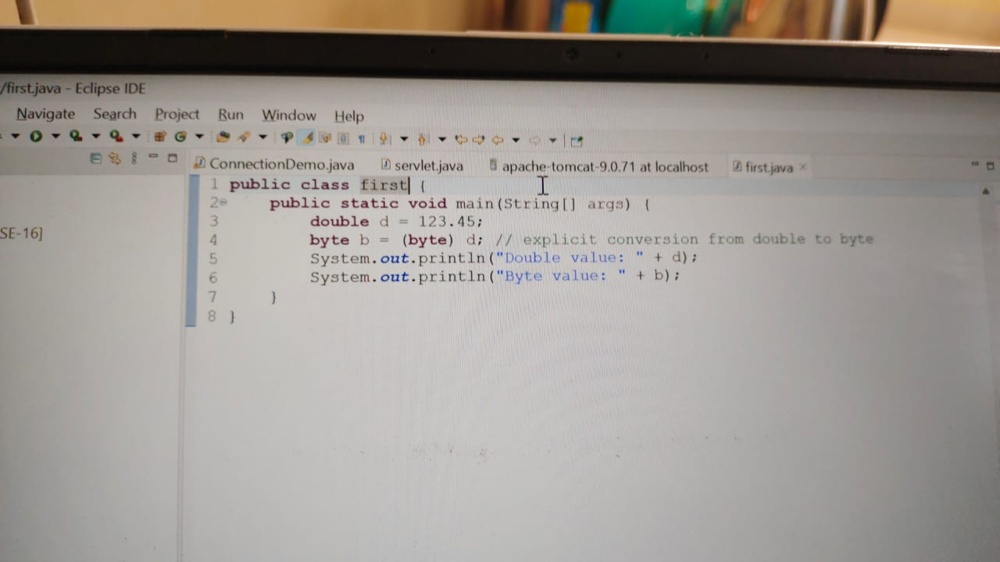 /first.java - Eclipse IDE
Navigate Search Project Run Window Help
ConnectionDemo.java servlet.java apache-tomcat-9.0.71 at localhost first.java
1 public class first {
2 public static void main(String[] args) {
SE-16]
3 double d = 123.45;
4 byte b = (byte) d; // explicit conversion from double to byte
5 System.out.println("Double value: " + d);
6 System.out.println("Byte value: " + b);
7 }
8 }